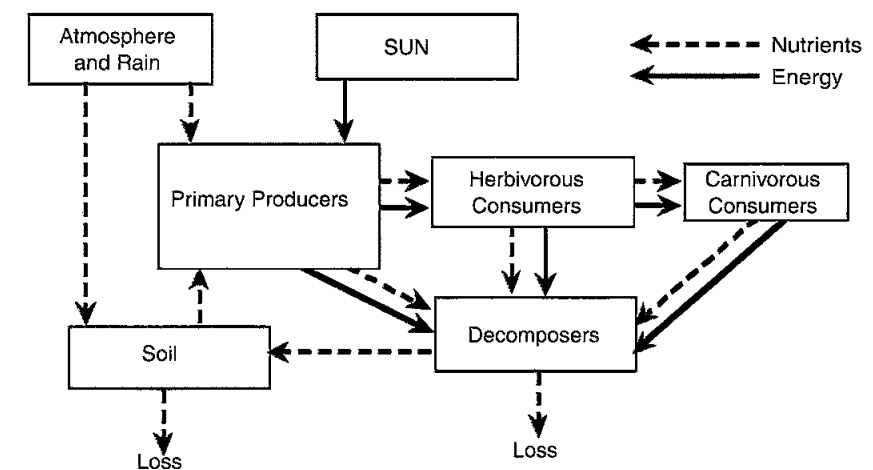 Atmosphere
and Rain
SUN
Nutrients
Energy
Primary Producers
Herbivorous
Consumers
Carnivorous
Consumers
Soil
Decomposers
Loss
Loss